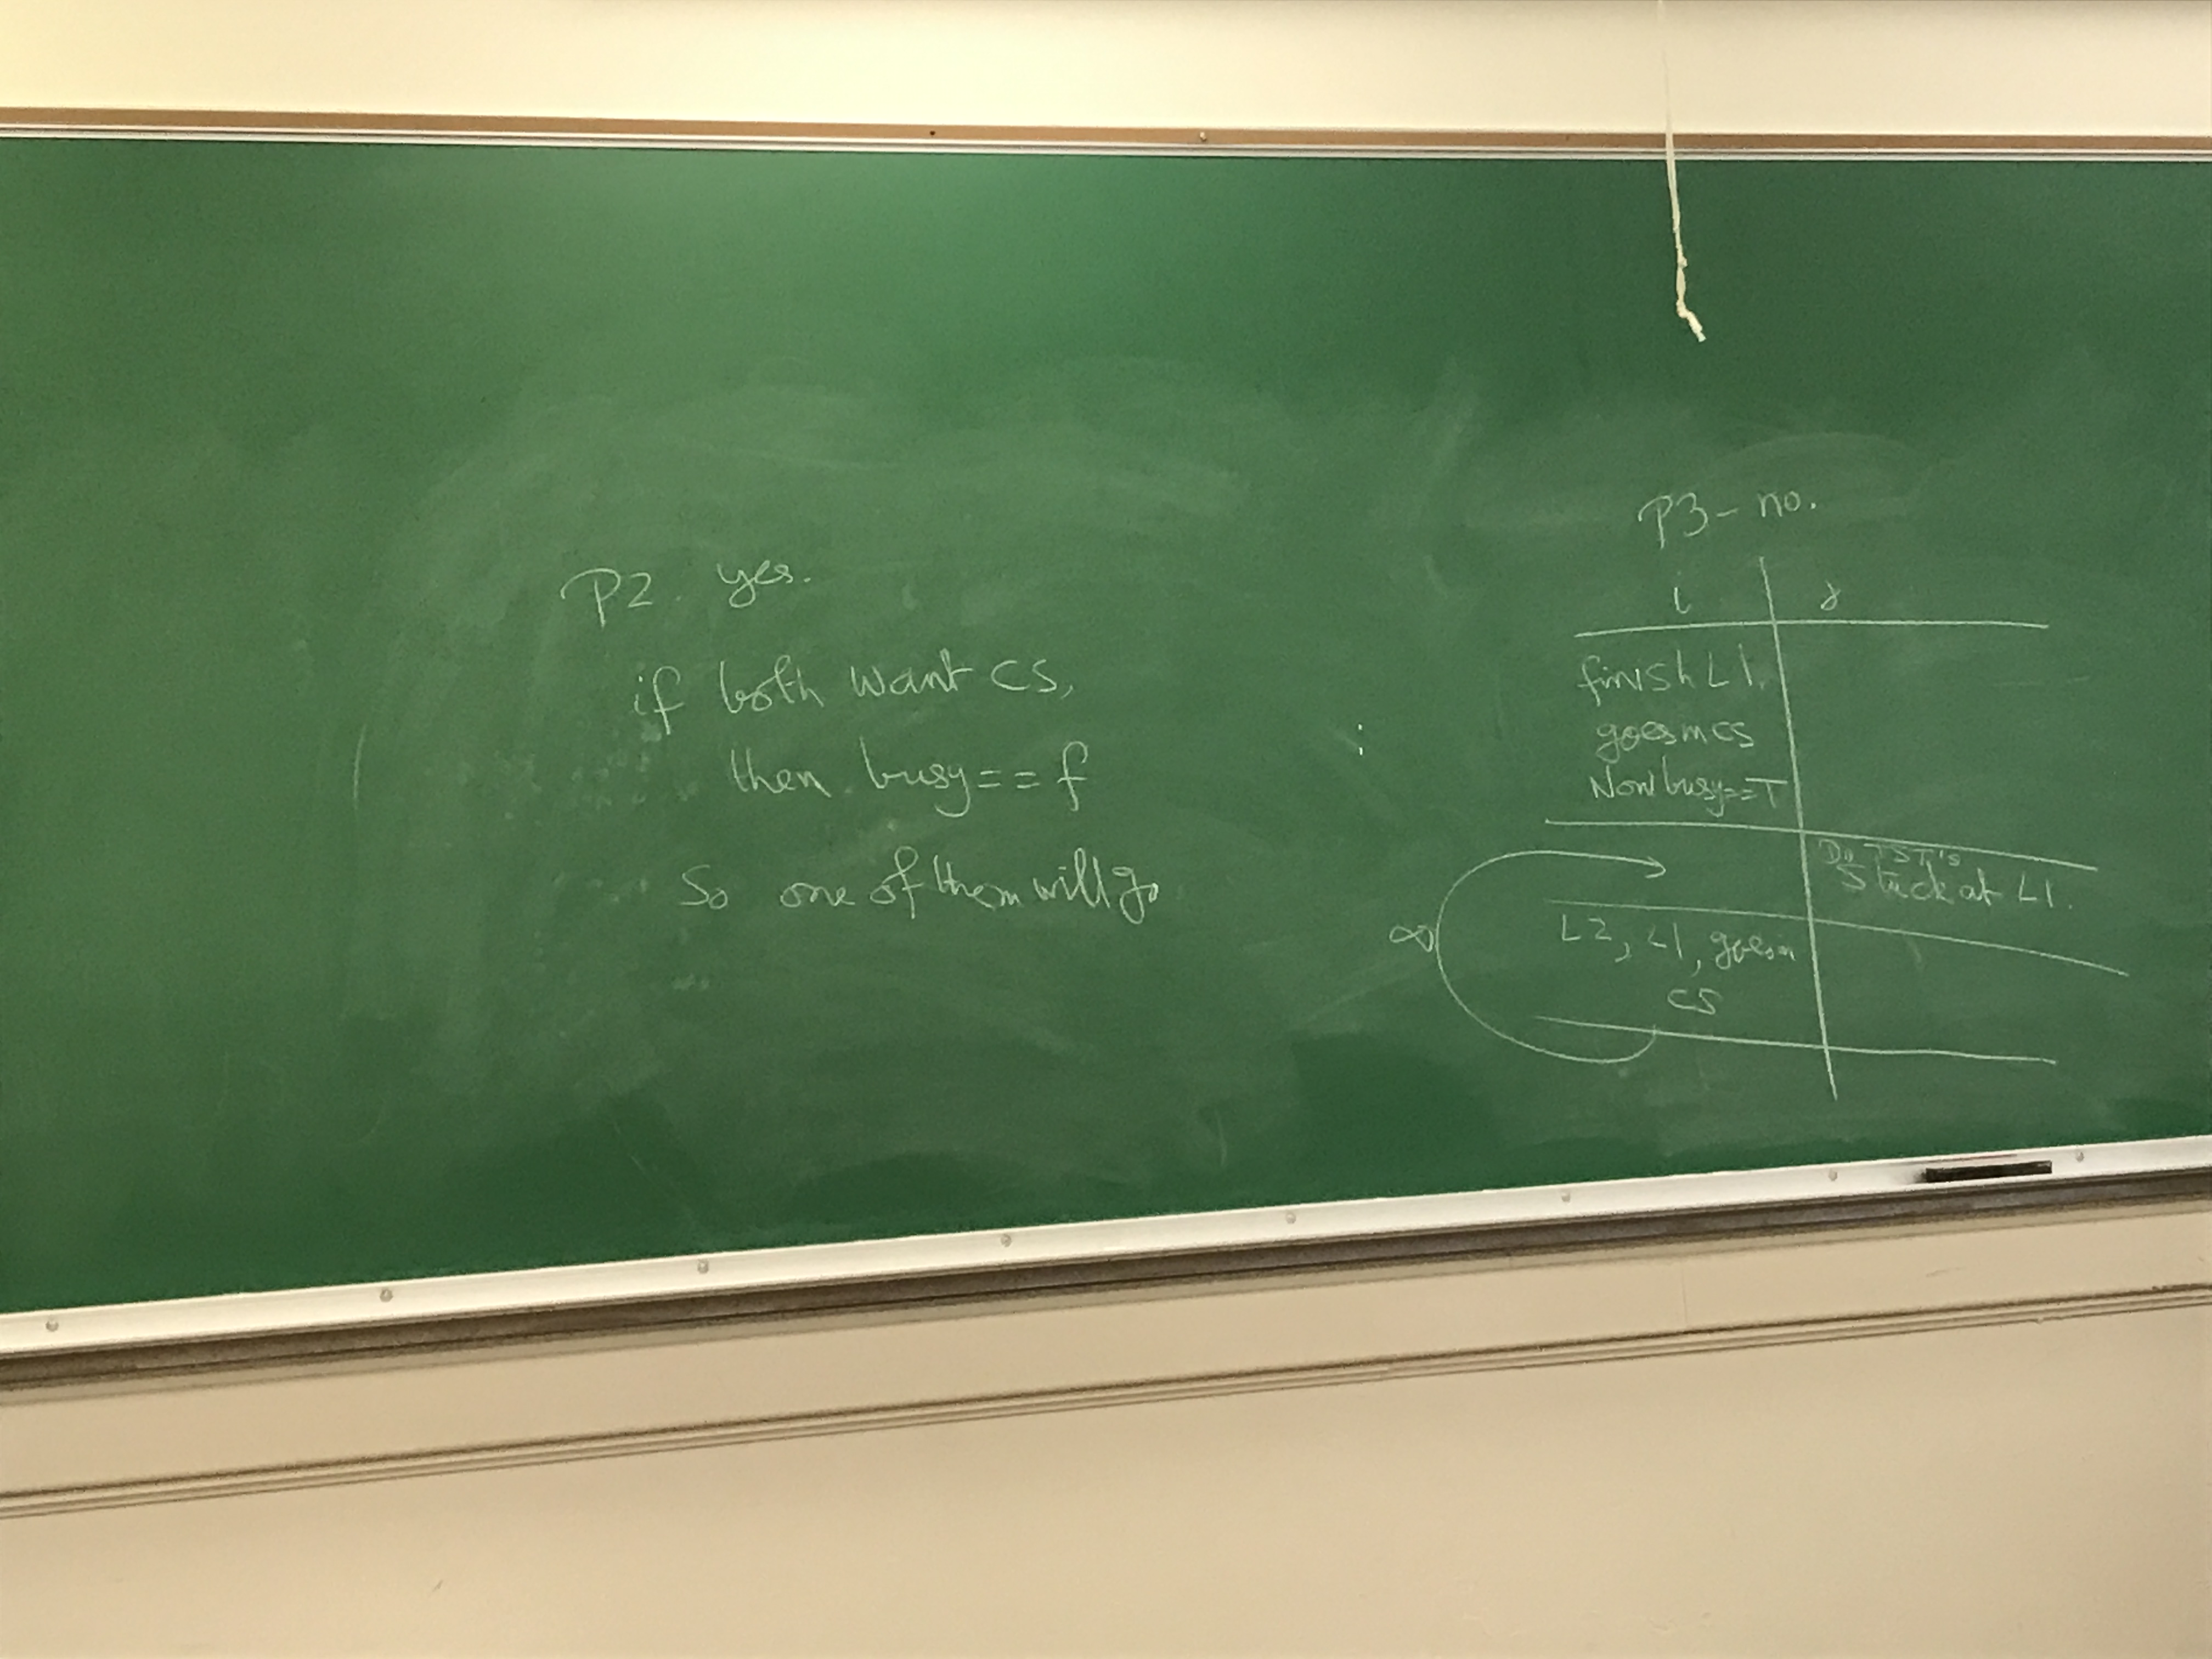 P2. yes.
if both want CS,
then busy==f
So one of them will go
P3 - no.
i j
finish L1.
goes in CS
Now busy==T
Do TST's
Stuck at L1.
∞
L2, L1, goes in
CS